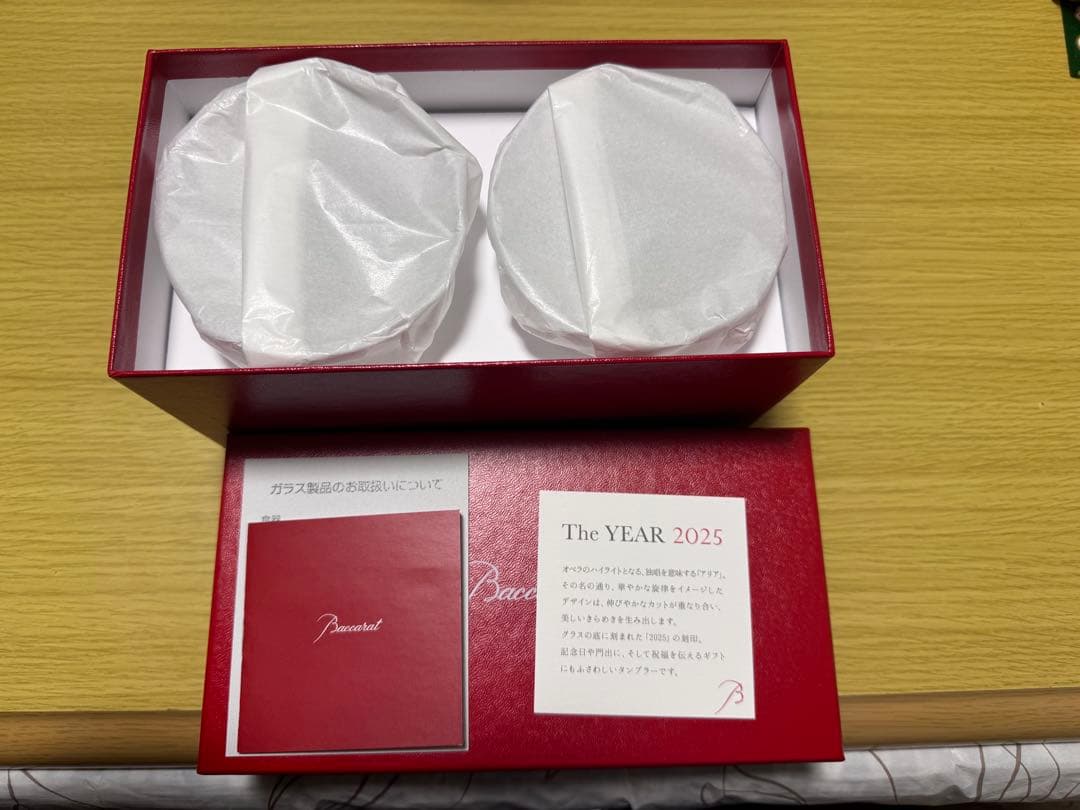 ガラス製品のお取扱いについて
Baccarat
Bacc
The YEAR 2025
オペラのハイライトとなる、独唱を意味する「アリア」。
その名の通り、華やかな旋律をイメージした
デザインは、伸びやかなカットが重なり合い、
美しいきらめきを生み出します。
グラスの底に刻まれた「2025」の刻印。
記念日や門出に、そして祝福を伝えるギフト
にもふさわしいタンブラーです。
B